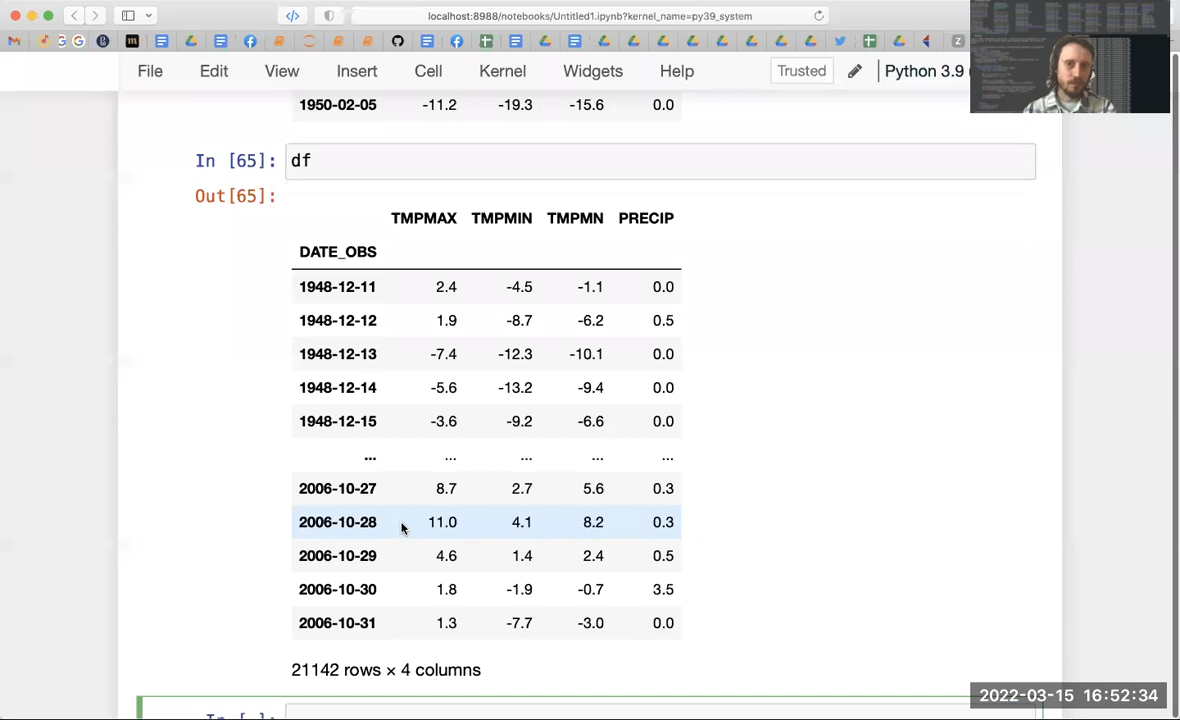 localhost:8988/notebooks/Untitled1.ipynb?kernel_name=py39_system
File Edit View Insert Cell Kernel Widgets Help Trusted Python 3.9
1950-02-05 -11.2 -19.3 -15.6 0.0
In [65]: df
Out[65]:
TMPMAX TMPMIN TMPMN PRECIP
DATE_OBS
1948-12-11 2.4 -4.5 -1.1 0.0
1948-12-12 1.9 -8.7 -6.2 0.5
1948-12-13 -7.4 -12.3 -10.1 0.0
1948-12-14 -5.6 -13.2 -9.4 0.0
1948-12-15 -3.6 -9.2 -6.6 0.0
... ... ... ... ...
2006-10-27 8.7 2.7 5.6 0.3
2006-10-28 11.0 4.1 8.2 0.3
2006-10-29 4.6 1.4 2.4 0.5
2006-10-30 1.8 -1.9 -0.7 3.5
2006-10-31 1.3 -7.7 -3.0 0.0
21142 rows × 4 columns
2022-03-15 16:52:34
In [ ]: